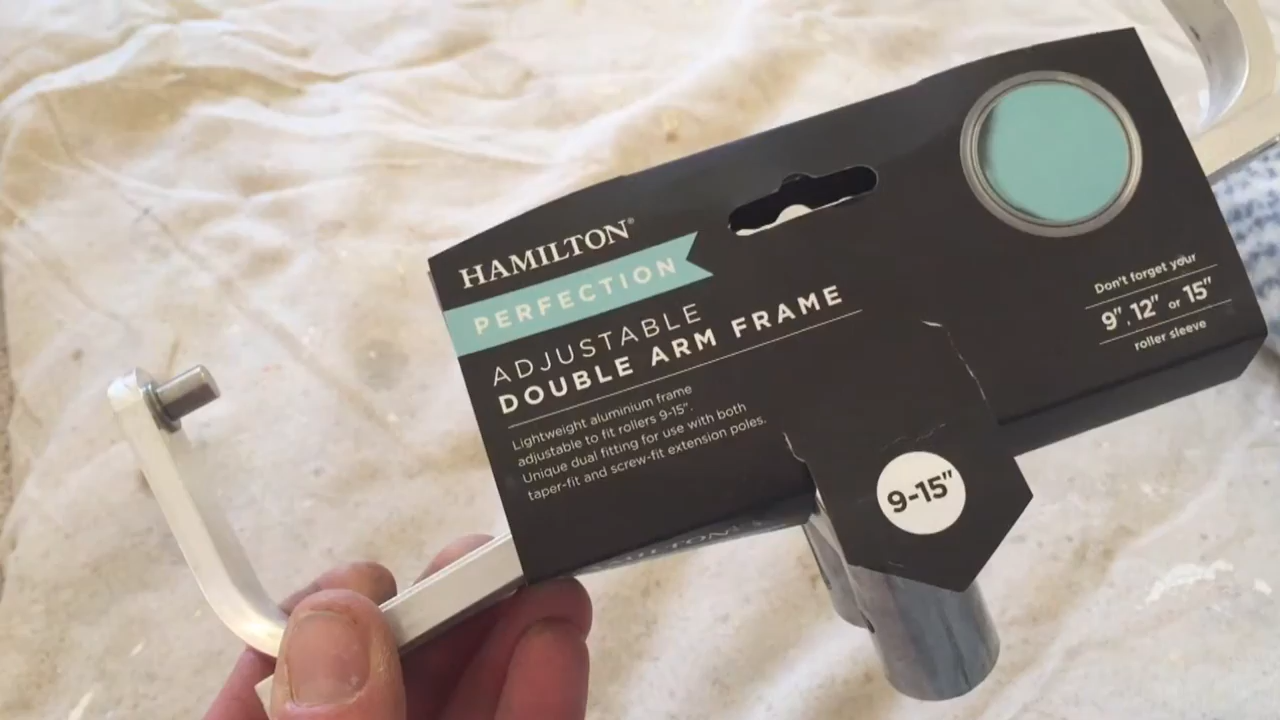 HAMILTON®
PERFECTION
ADJUSTABLE
DOUBLE ARM FRAME
Lightweight aluminium frame
adjustable to fit rollers 9-15".
Unique dual fitting for use with both
taper-fit and screw-fit extension poles.
Don't forget your
9", 12" or 15"
roller sleeve
9-15"